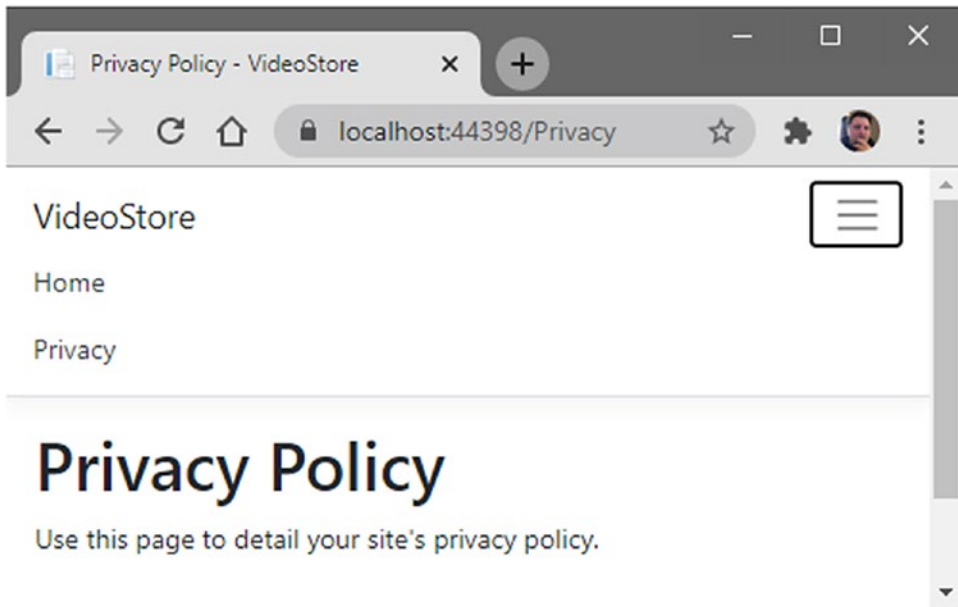 Privacy Policy - VideoStore
localhost:44398/Privacy
VideoStore
Home
Privacy
Privacy Policy
Use this page to detail your site's privacy policy.